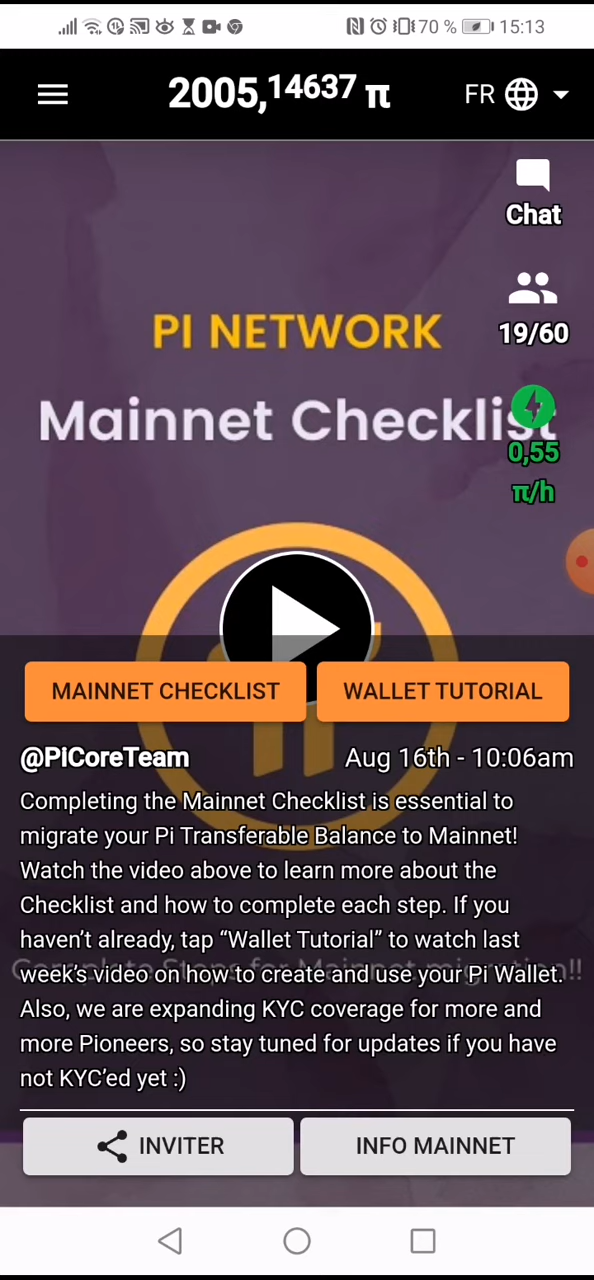 70 % 15:13
2005,14637 π FR
Chat
19/60
PI NETWORK
Mainnet Checklist
0,55
π/h
MAINNET CHECKLIST WALLET TUTORIAL
@PiCoreTeam Aug 16th - 10:06am
Completing the Mainnet Checklist is essential to
migrate your Pi Transferable Balance to Mainnet!
Watch the video above to learn more about the
Checklist and how to complete each step. If you
haven’t already, tap “Wallet Tutorial” to watch last
week’s video on how to create and use your Pi Wallet.
Also, we are expanding KYC coverage for more and
more Pioneers, so stay tuned for updates if you have
not KYC’ed yet :)
INVITER INFO MAINNET